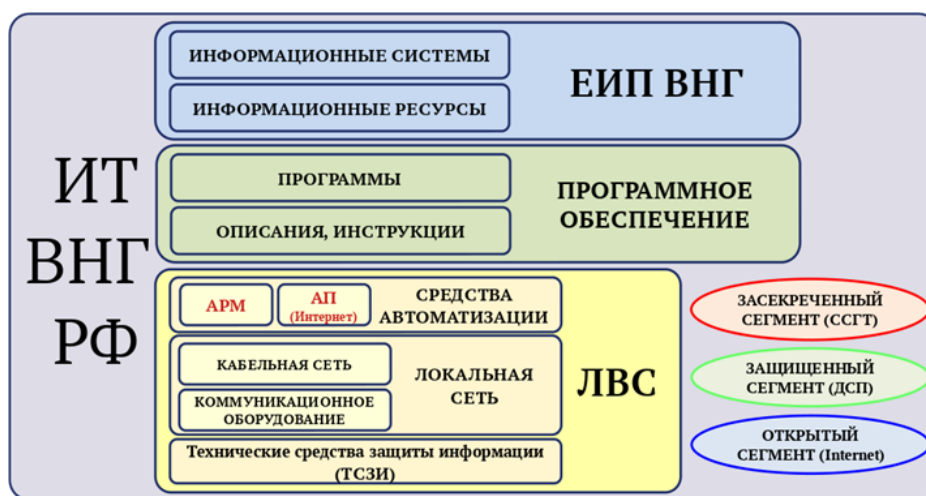 ИТ
ВНГ
РФ
ИНФОРМАЦИОННЫЕ СИСТЕМЫ
ИНФОРМАЦИОННЫЕ РЕСУРСЫ
ЕИП ВНГ
ПРОГРАММЫ
ОПИСАНИЯ, ИНСТРУКЦИИ
ПРОГРАММНОЕ
ОБЕСПЕЧЕНИЕ
АРМ
АП
(Интернет)
СРЕДСТВА
АВТОМАТИЗАЦИИ
КАБЕЛЬНАЯ СЕТЬ
КОММУНИКАЦИОННОЕ
ОБОРУДОВАНИЕ
ЛОКАЛЬНАЯ
СЕТЬ
Технические средства защиты информации
(ТСЗИ)
ЛВС
ЗАСЕКРЕЧЕННЫЙ
СЕГМЕНТ (ССГТ)
ЗАЩИЩЕННЫЙ
СЕГМЕНТ (ДСП)
ОТКРЫТЫЙ
СЕГМЕНТ (Internet)